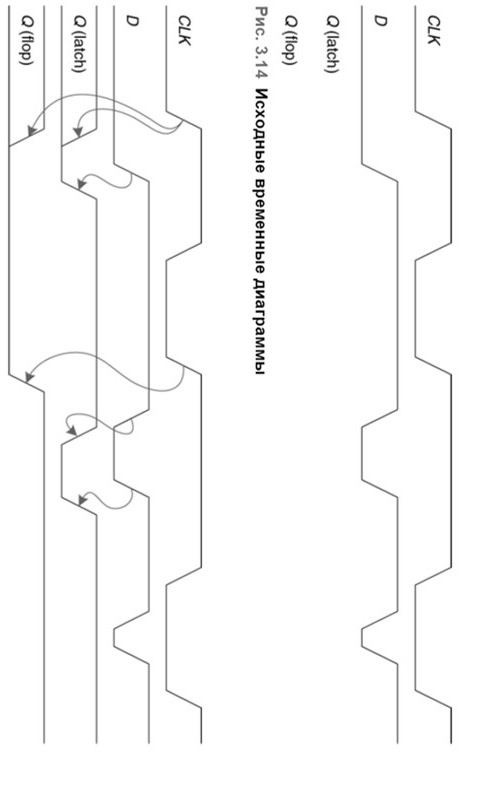 CLK
D
Q (latch)
Q (flop)
Рис. 3.14 Исходные временные диаграммы
CLK
D
Q (latch)
Q (flop)